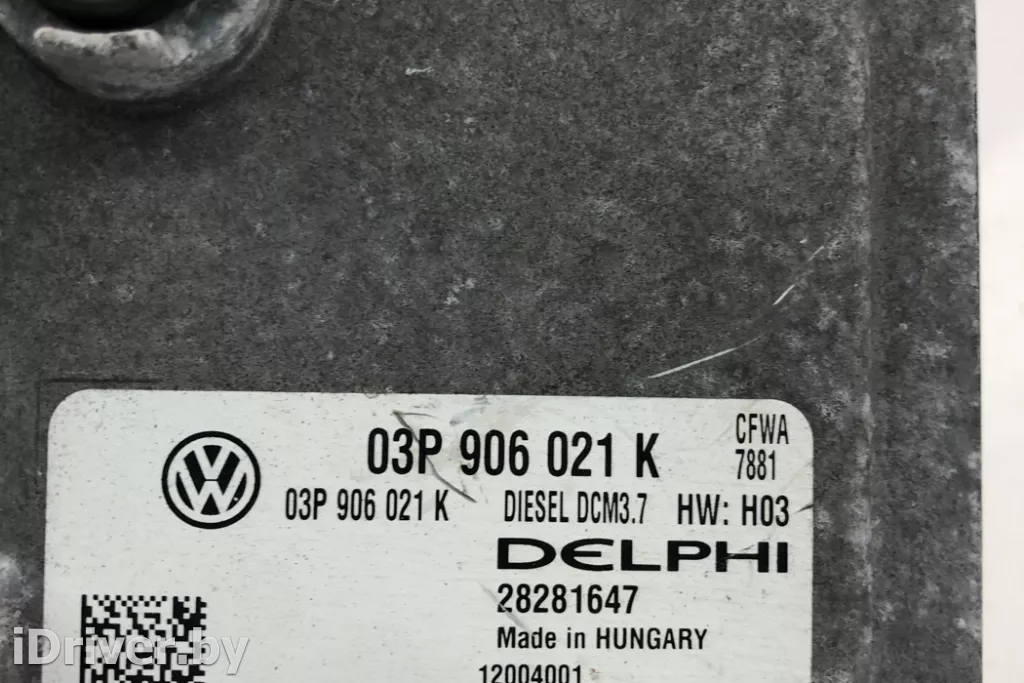 03P 906 021 K
CFWA
7881
03P 906 021 K DIESEL DCM3.7 HW: H03
DELPHI
28281647
Made in HUNGARY
12004001
iDriver.by